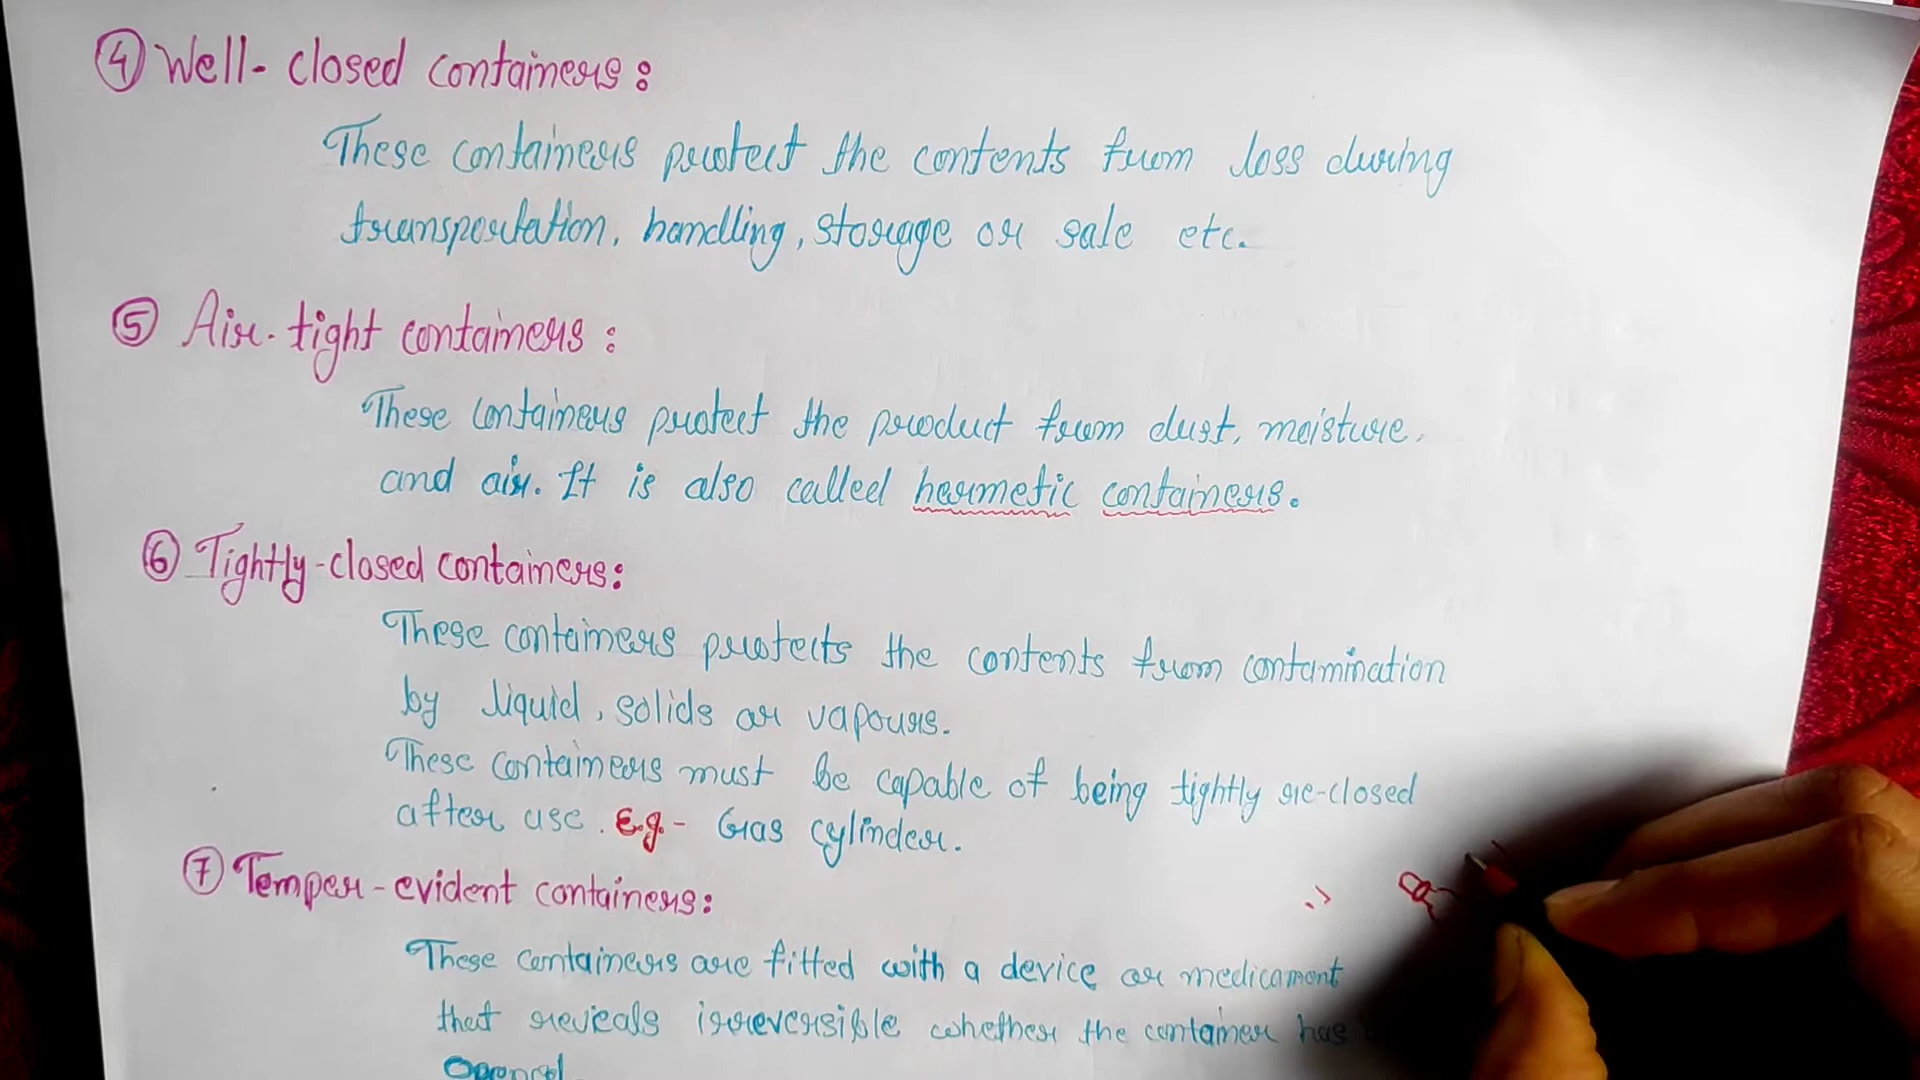 ④ Well-closed containers:
These containers protect the contents from loss during
transportation, handling, storage or sale etc.
⑤ Air-tight containers:
These containers protect the product from dust, moisture,
and air. It is also called hermetic containers.
⑥ Tightly-closed containers:
These containers protects the contents from contamination
by liquid, solids or vapours.
These containers must be capable of being tightly re-closed
after use. E.g.- Gas cylinder.
⑦ Temper-evident containers:
These containers are fitted with a device or medicament
that reveals irreversible whether the container has
opened.